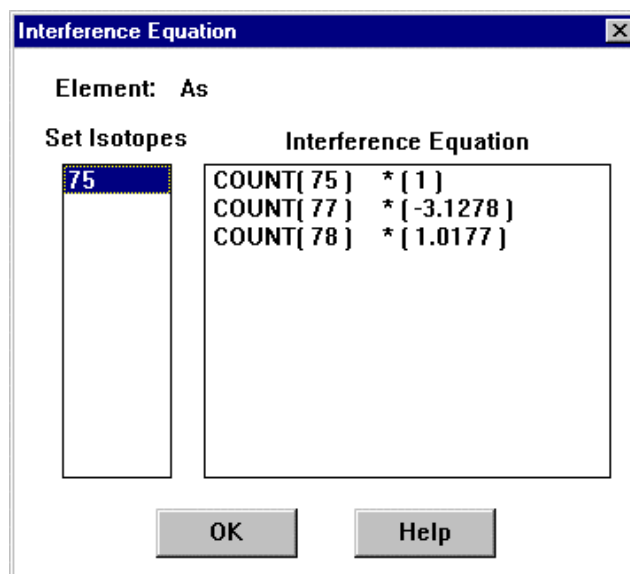 Interference Equation
Element: As
Set Isotopes
Interference Equation
75
COUNT( 75 ) * ( 1 )
COUNT( 77 ) * ( -3.1278 )
COUNT( 78 ) * ( 1.0177 )
OK
Help